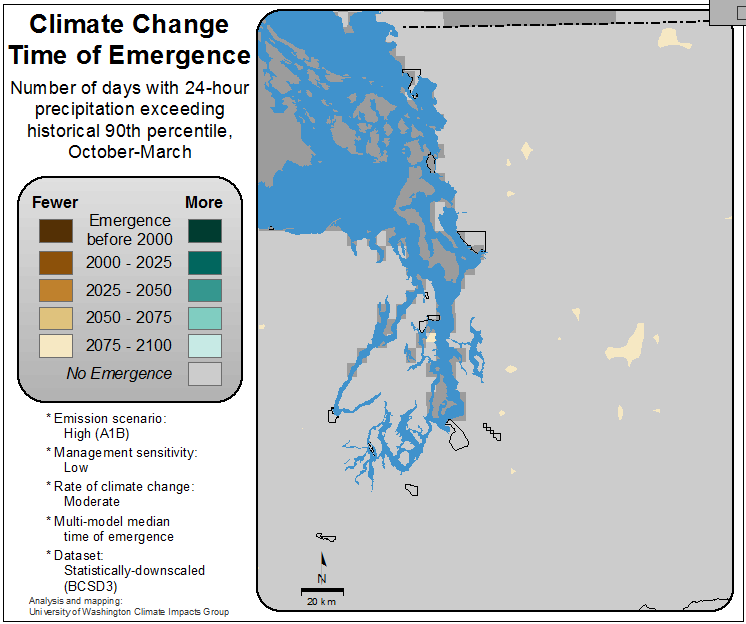 Climate Change
Time of Emergence
Number of days with 24-hour
precipitation exceeding
historical 90th percentile,
October-March
Fewer
More
Emergence
before 2000
2000 - 2025
2025 - 2050
2050 - 2075
2075 - 2100
No Emergence
* Emission scenario:
High (A1B)
* Management sensitivity:
Low
* Rate of climate change:
Moderate
* Multi-model median
time of emergence
* Dataset:
Statistically-downscaled
(BCSD3)
Analysis and mapping:
University of Washington Climate Impacts Group
N
20 km